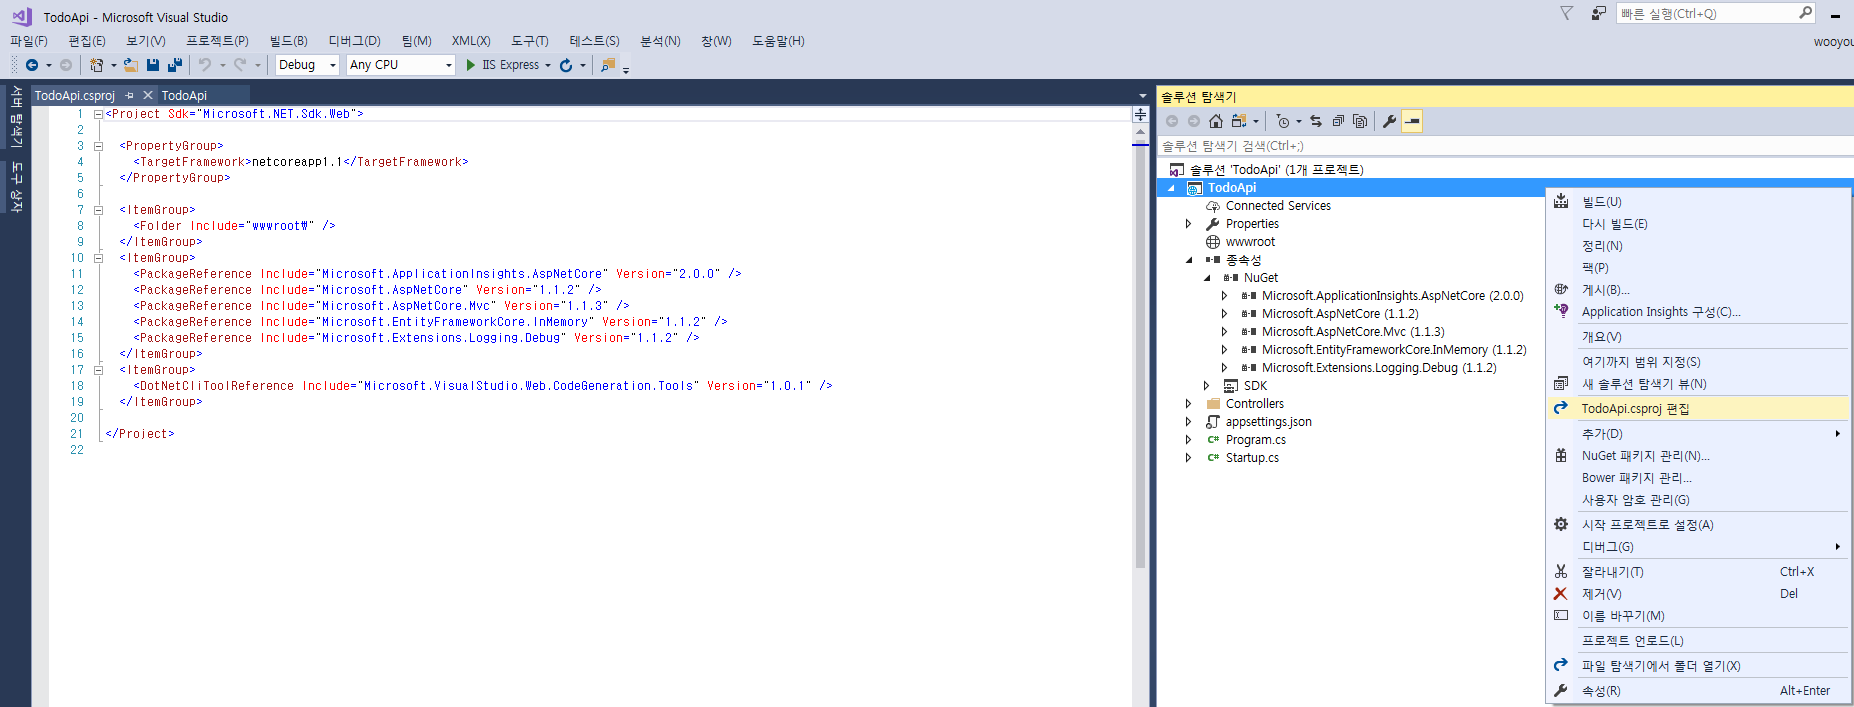 TodoApi - Microsoft Visual Studio
빠른 실행(Ctrl+Q)
파일(F) 편집(E) 보기(V) 프로젝트(P) 빌드(B) 디버그(D) 팀(M) XML(X) 도구(T) 테스트(S) 분석(N) 창(W) 도움말(H)
wooyou
Debug Any CPU IIS Express
서버 탐색기
도구 상자
TodoApi.csproj TodoApi
1 <Project Sdk="Microsoft.NET.Sdk.Web">
2
3 <PropertyGroup>
4 <TargetFramework>netcoreapp1.1</TargetFramework>
5 </PropertyGroup>
6
7 <ItemGroup>
8 <Folder Include="wwwroot₩" />
9 </ItemGroup>
10 <ItemGroup>
11 <PackageReference Include="Microsoft.ApplicationInsights.AspNetCore" Version="2.0.0" />
12 <PackageReference Include="Microsoft.AspNetCore" Version="1.1.2" />
13 <PackageReference Include="Microsoft.AspNetCore.Mvc" Version="1.1.3" />
14 <PackageReference Include="Microsoft.EntityFrameworkCore.InMemory" Version="1.1.2" />
15 <PackageReference Include="Microsoft.Extensions.Logging.Debug" Version="1.1.2" />
16 </ItemGroup>
17 <ItemGroup>
18 <DotNetCliToolReference Include="Microsoft.VisualStudio.Web.CodeGeneration.Tools" Version="1.0.1" />
19 </ItemGroup>
20
21 </Project>
22
솔루션 탐색기
솔루션 탐색기 검색(Ctrl+;)
솔루션 'TodoApi' (1개 프로젝트)
TodoApi
Connected Services
Properties
wwwroot
종속성
NuGet
Microsoft.ApplicationInsights.AspNetCore (2.0.0)
Microsoft.AspNetCore (1.1.2)
Microsoft.AspNetCore.Mvc (1.1.3)
Microsoft.EntityFrameworkCore.InMemory (1.1.2)
Microsoft.Extensions.Logging.Debug (1.1.2)
SDK
Controllers
appsettings.json
C# Program.cs
C# Startup.cs
빌드(U)
다시 빌드(E)
정리(N)
팩(P)
게시(B)...
Application Insights 구성(C)...
개요(V)
여기까지 범위 지정(S)
새 솔루션 탐색기 뷰(N)
TodoApi.csproj 편집
추가(D)
NuGet 패키지 관리(N)...
Bower 패키지 관리...
사용자 암호 관리(G)
시작 프로젝트로 설정(A)
디버그(G)
잘라내기(T) Ctrl+X
제거(V) Del
이름 바꾸기(M)
프로젝트 언로드(L)
파일 탐색기에서 폴더 열기(X)
속성(R) Alt+Enter